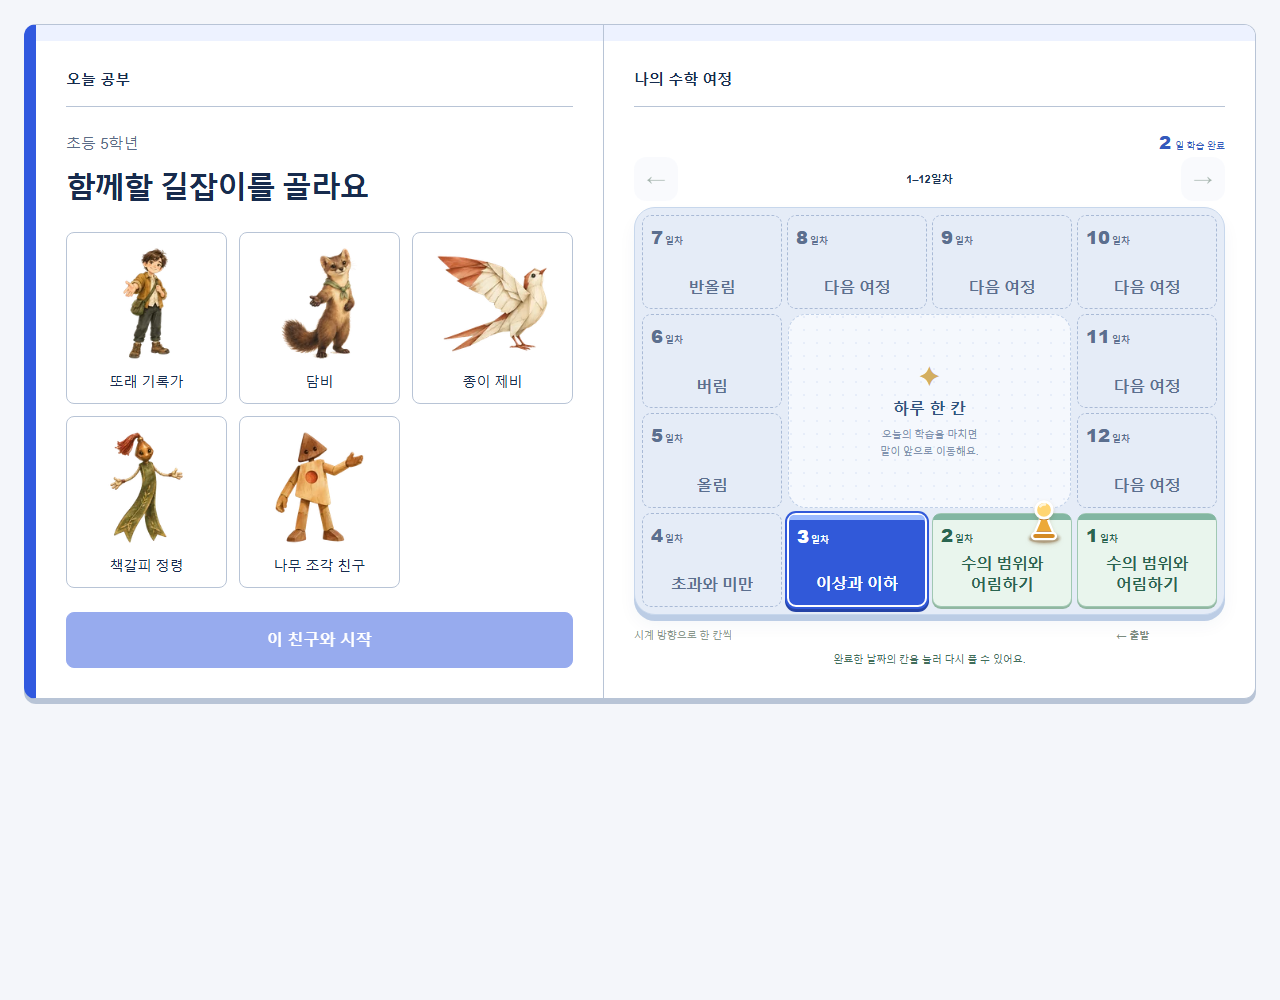 오늘 공부
초등 5학년
함께할 길잡이를 골라요
또래 기록가
담비
종이 제비
책갈피 정령
나무 조각 친구
이 친구와 시작
나의 수학 여정
2 일 학습 완료
←
1–12일차
→
7 일차
반올림
8 일차
다음 여정
9 일차
다음 여정
10 일차
다음 여정
6 일차
버림
하루 한 칸
오늘의 학습을 마치면
말이 앞으로 이동해요.
11 일차
다음 여정
5 일차
올림
12 일차
다음 여정
4 일차
초과와 미만
3 일차
이상과 이하
2 일차
수의 범위와
어림하기
1 일차
수의 범위와
어림하기
시계 방향으로 한 칸씩
← 출발
완료한 날짜의 칸을 눌러 다시 풀 수 있어요.